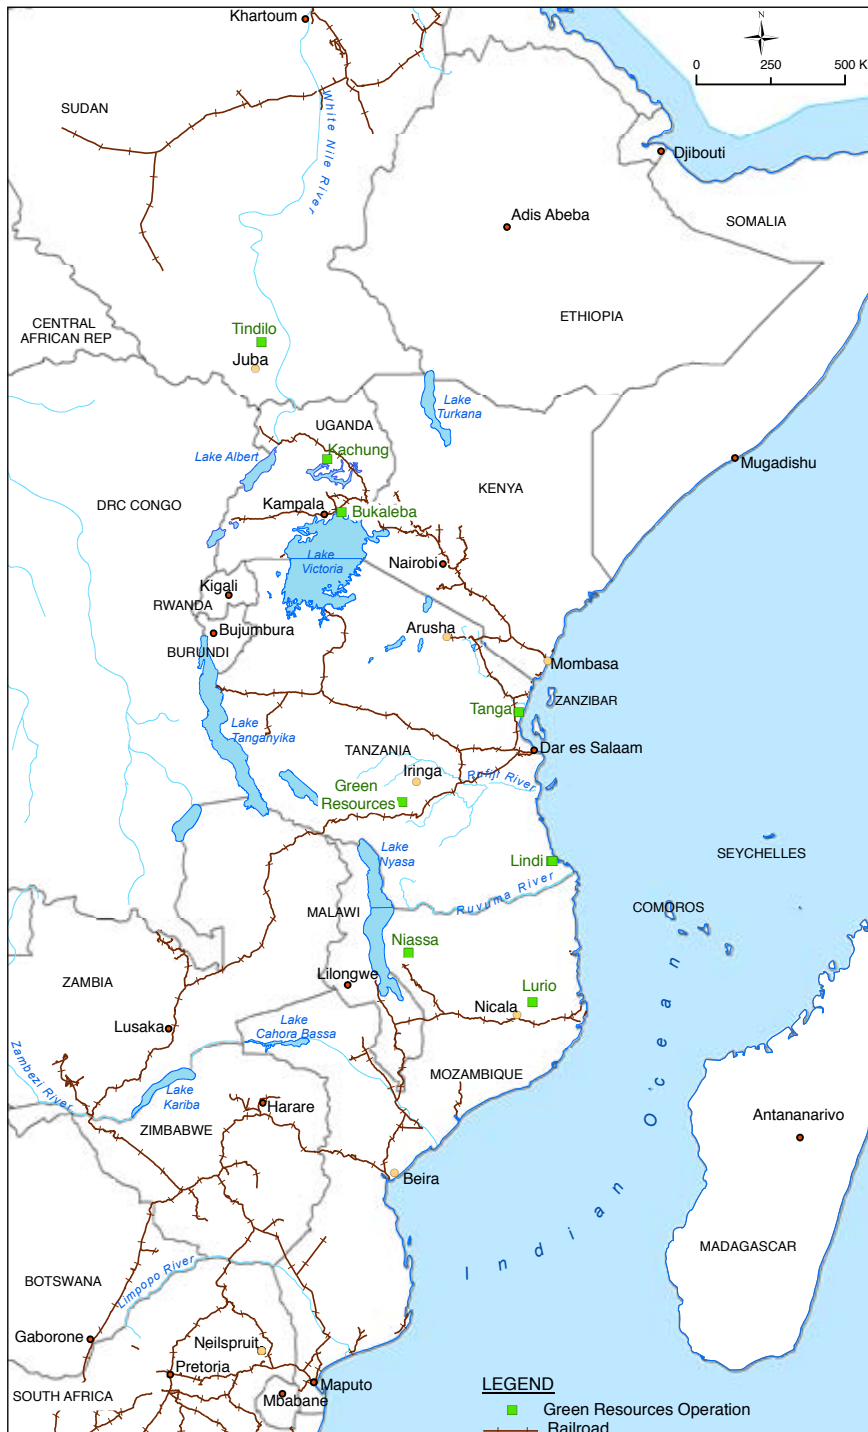 Khartoum
N
0 250 500 K
SUDAN
White Nile River
Djibouti
Adis Abeba
SOMALIA
CENTRAL
AFRICAN REP
Tindilo
ETHIOPIA
Juba
Lake
Turkana
UGANDA
Kachung
Lake Albert
Mugadishu
DRC CONGO
KENYA
Kampala
Bukaleba
Lake
Victoria
Nairobi
Kigali
RWANDA
Arusha
Bujumbura
BURUNDI
Mombasa
Tanga
ZANZIBAR
Lake
Tanganyika
TANZANIA
Dar es Salaam
Iringa
Rufiji River
Green
Resources
Lake
Nyasa
Lindi
SEYCHELLES
Ruvuma River
MALAWI
COMOROS
Niassa
ZAMBIA
Lilongwe
Lurio
Nicala
Lusaka
Lake
Cahora Bassa
Zambezi River
MOZAMBIQUE
Lake
Kariba
Harare
Antananarivo
ZIMBABWE
Beira
Indian Ocean
MADAGASCAR
BOTSWANA
Limpopo River
Gaborone
Neilspruit
Pretoria
Maputo
SOUTH AFRICA
Mbabane
LEGEND
Green Resources Operation
Railroad